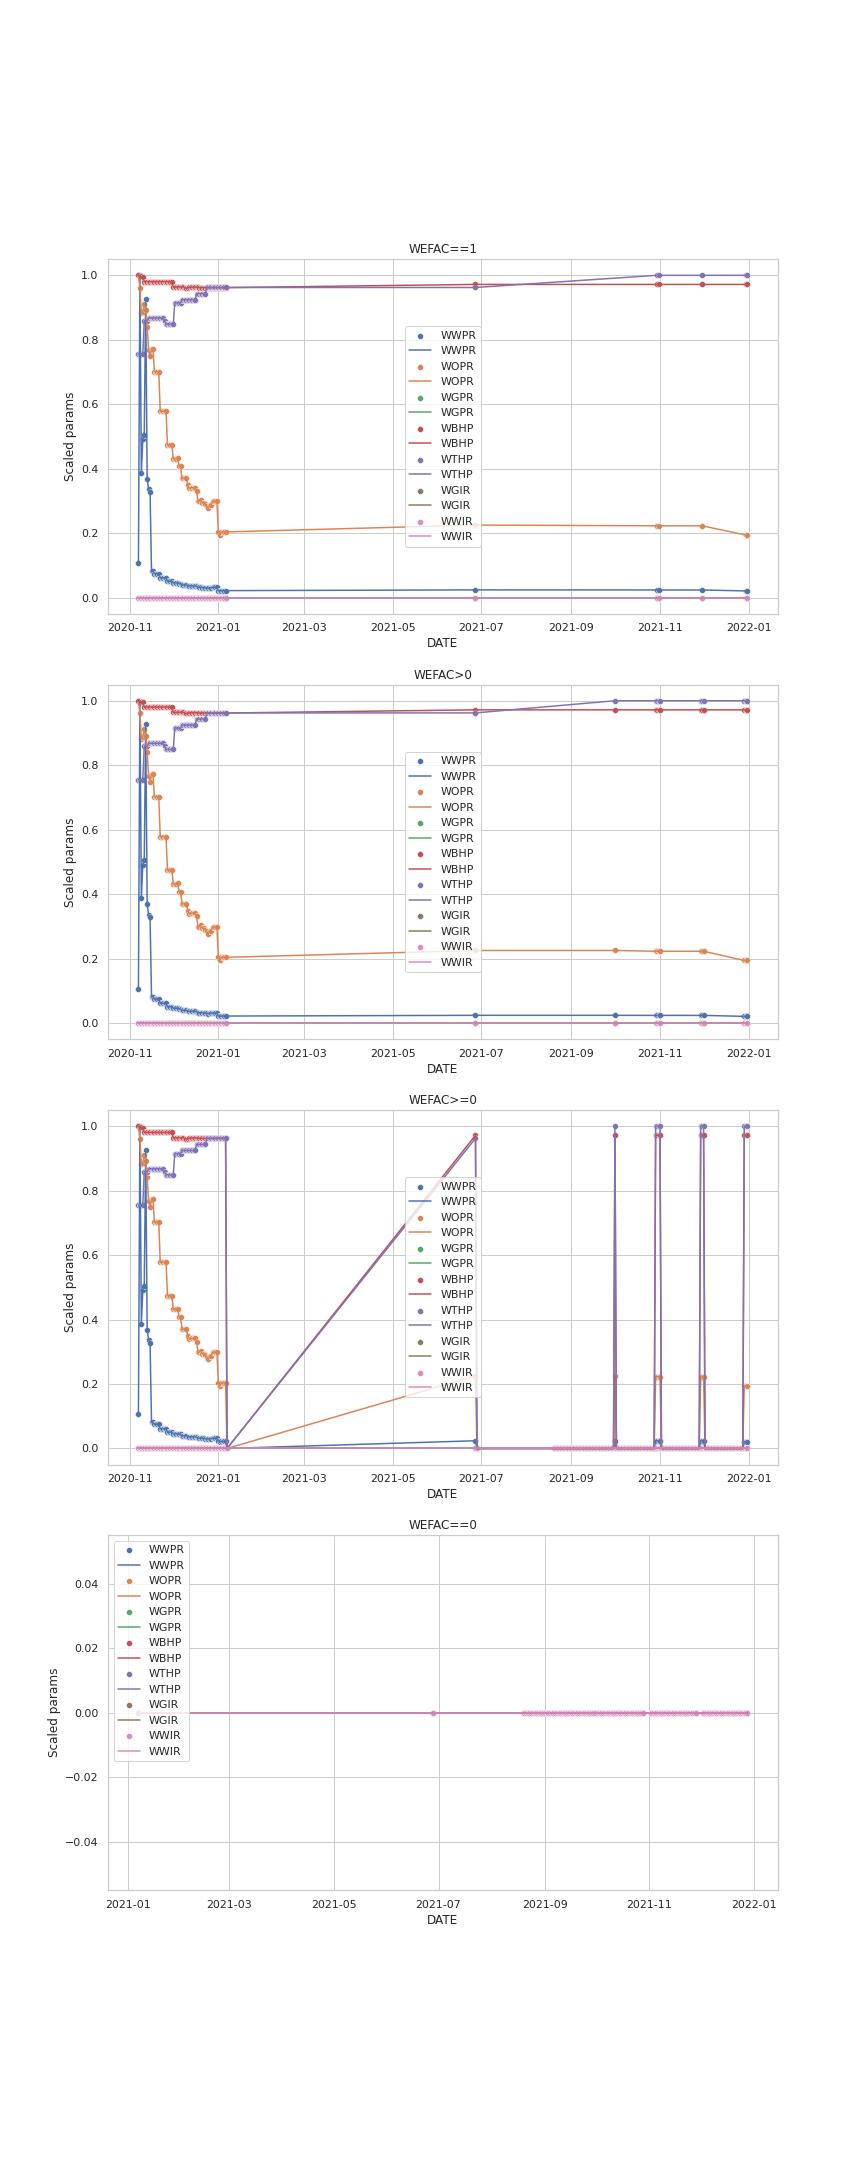 WEFAC==1
1.0
0.8
0.6
0.4
0.2
0.0
Scaled params
WWPR
WWPR
WOPR
WOPR
WGPR
WGPR
WBHP
WBHP
WTHP
WTHP
WGIR
WGIR
WWIR
WWIR
2020-11 2021-01 2021-03 2021-05 2021-07 2021-09 2021-11 2022-01
DATE
WEFAC>0
1.0
0.8
0.6
0.4
0.2
0.0
Scaled params
WWPR
WWPR
WOPR
WOPR
WGPR
WGPR
WBHP
WBHP
WTHP
WTHP
WGIR
WGIR
WWIR
WWIR
2020-11 2021-01 2021-03 2021-05 2021-07 2021-09 2021-11 2022-01
DATE
WEFAC>=0
1.0
0.8
0.6
0.4
0.2
0.0
Scaled params
WWPR
WWPR
WOPR
WOPR
WGPR
WGPR
WBHP
WBHP
WTHP
WTHP
WGIR
WGIR
WWIR
WWIR
2020-11 2021-01 2021-03 2021-05 2021-07 2021-09 2021-11 2022-01
DATE
WEFAC==0
0.04
0.02
0.00
−0.02
−0.04
Scaled params
WWPR
WWPR
WOPR
WOPR
WGPR
WGPR
WBHP
WBHP
WTHP
WTHP
WGIR
WGIR
WWIR
WWIR
2021-01 2021-03 2021-05 2021-07 2021-09 2021-11 2022-01
DATE